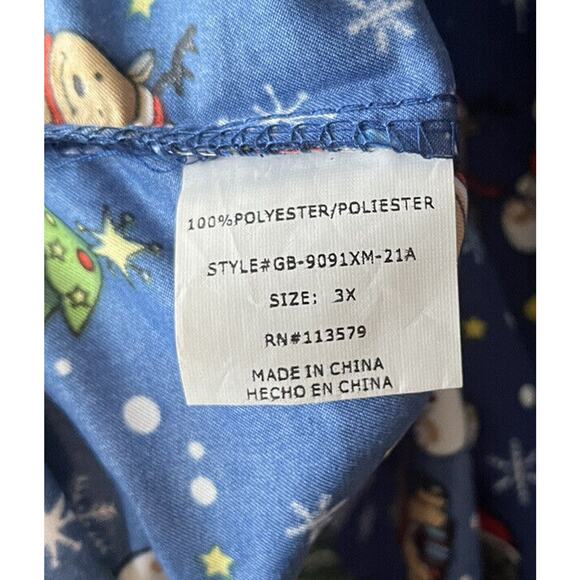 100%POLYESTER/POLIESTER
STYLE#GB-9091XM-21A
SIZE: 3X
RN#113579
MADE IN CHINA
HECHO EN CHINA